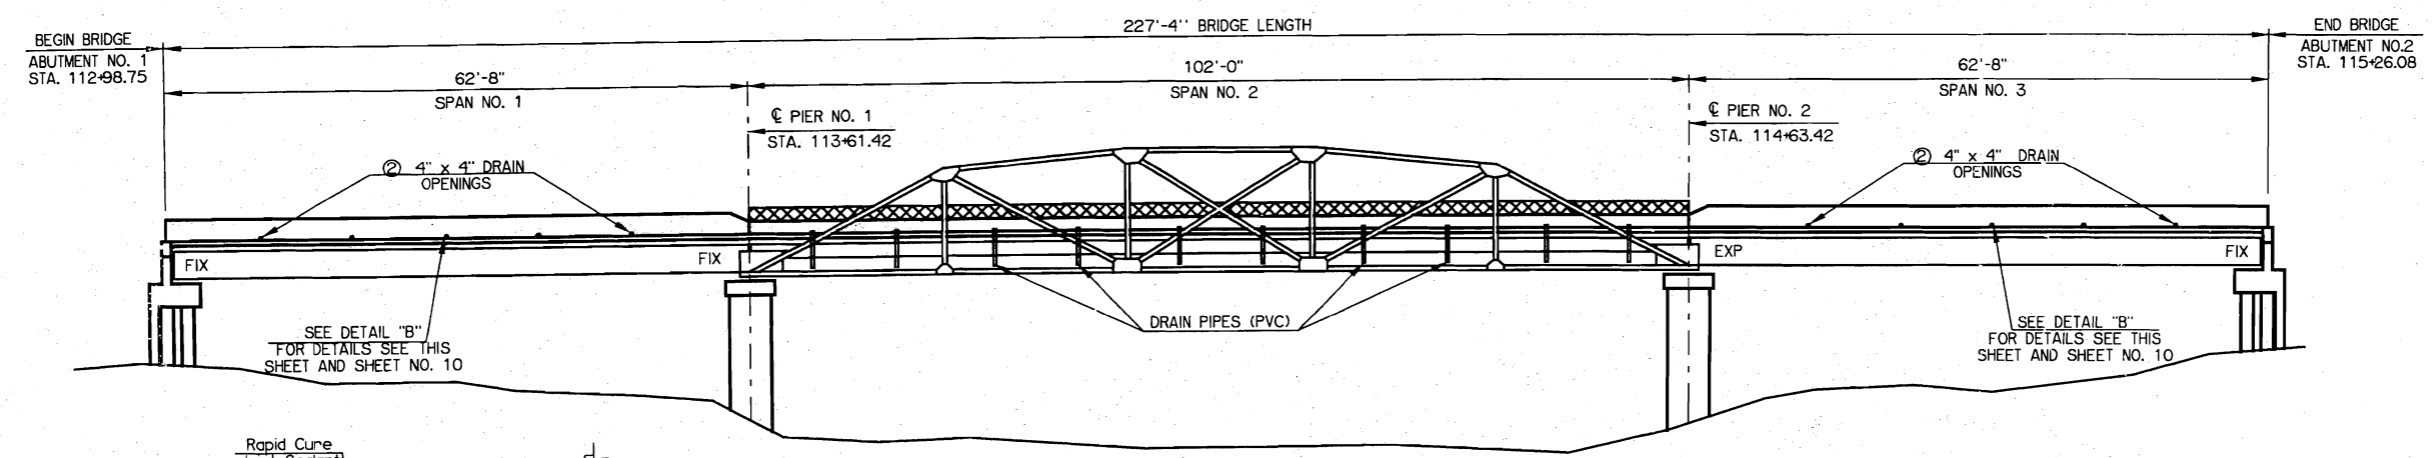 227'-4'' BRIDGE LENGTH
BEGIN BRIDGE
ABUTMENT NO. 1
STA. 112+98.75
END BRIDGE
ABUTMENT NO.2
STA. 115+26.08
62'-8"
SPAN NO. 1
102'-0"
SPAN NO. 2
62'-8"
SPAN NO. 3
℄ PIER NO. 1
STA. 113+61.42
℄ PIER NO. 2
STA. 114+63.42
② 4" x 4" DRAIN
OPENINGS
② 4" x 4" DRAIN
OPENINGS
FIX
FIX
EXP
FIX
SEE DETAIL "B"
FOR DETAILS SEE THIS
SHEET AND SHEET NO. 10
DRAIN PIPES (PVC)
SEE DETAIL "B"
FOR DETAILS SEE THIS
SHEET AND SHEET NO. 10
Rapid Cure